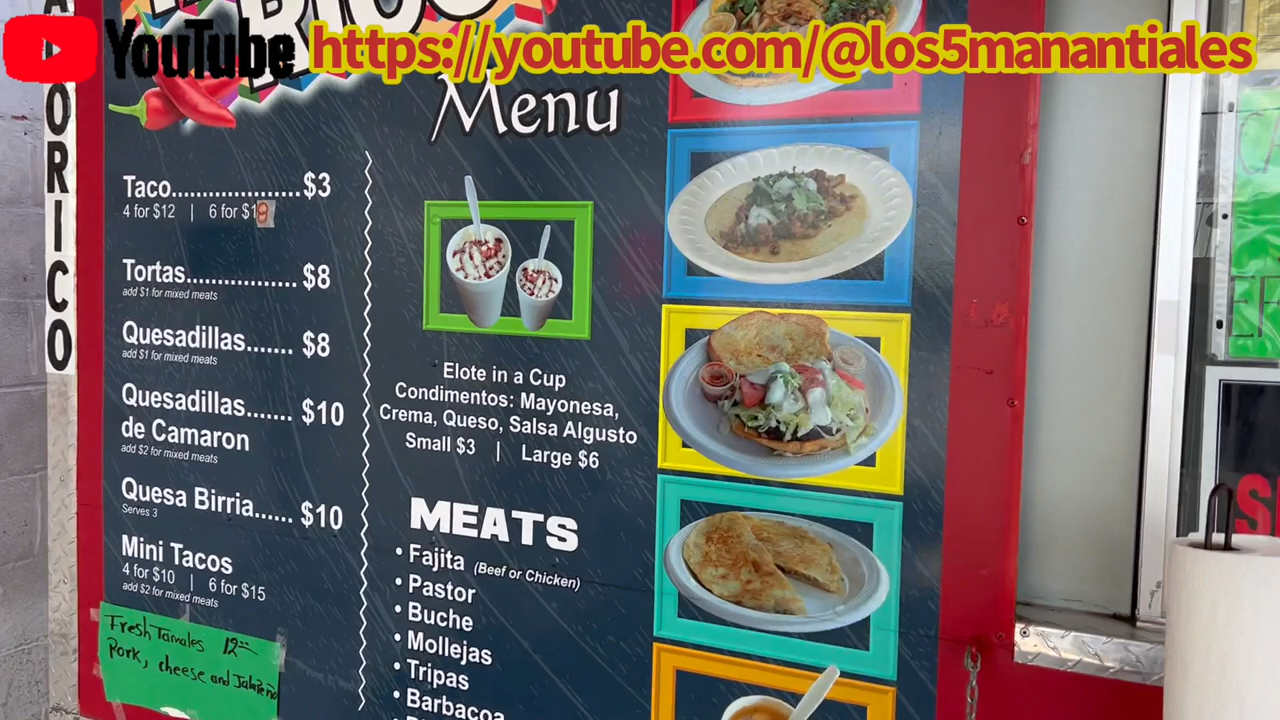 YouTube https://youtube.com/@los5manantiales
RICO
Menu
ORICO
Taco...................$3
4 for $12 | 6 for $19
Tortas................ $8
add $1 for mixed meats
Quesadillas....... $8
add $1 for mixed meats
Quesadillas....... $10
de Camaron
add $2 for mixed meats
Quesa Birria...... $10
Serves 3
Mini Tacos
4 for $10 | 6 for $15
add $2 for mixed meats
Fresh Tamales 12
Pork, cheese and Jalapeño
Elote in a Cup
Condimentos: Mayonesa,
Crema, Queso, Salsa Algusto
Small $3 | Large $6
MEATS
• Fajita (Beef or Chicken)
• Pastor
• Buche
• Mollejas
• Tripas
• Barbacoa